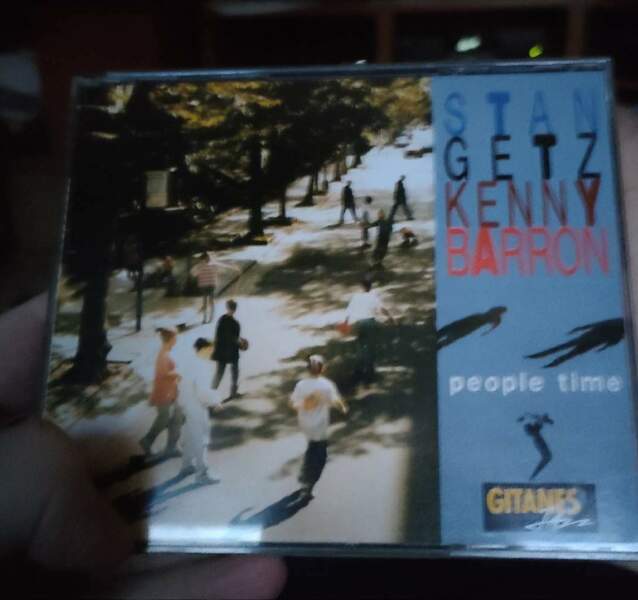 STAN
GETZ
KENNY
BARRON
people time
GITANES
Jazz